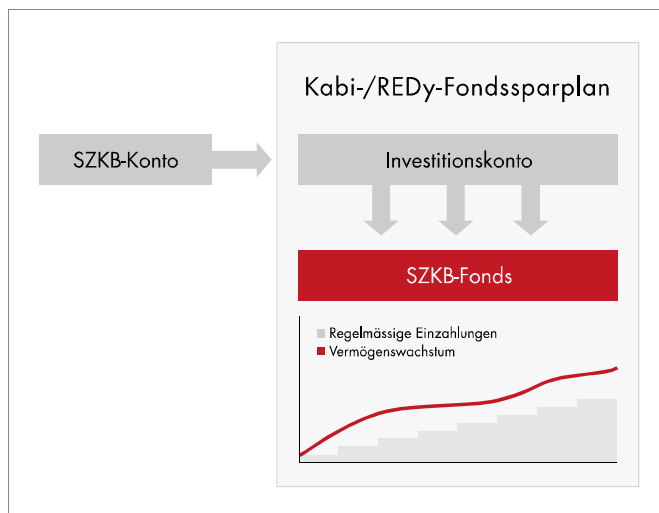 Kabi-/REDy-Fondssparplan
SZKB-Konto
Investitionskonto
SZKB-Fonds
Regelmässige Einzahlungen
Vermögenswachstum